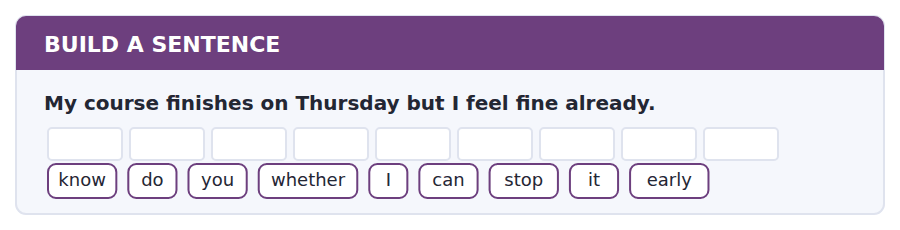 BUILD A SENTENCE
My course finishes on Thursday but I feel fine already.
know do you whether I can stop it early